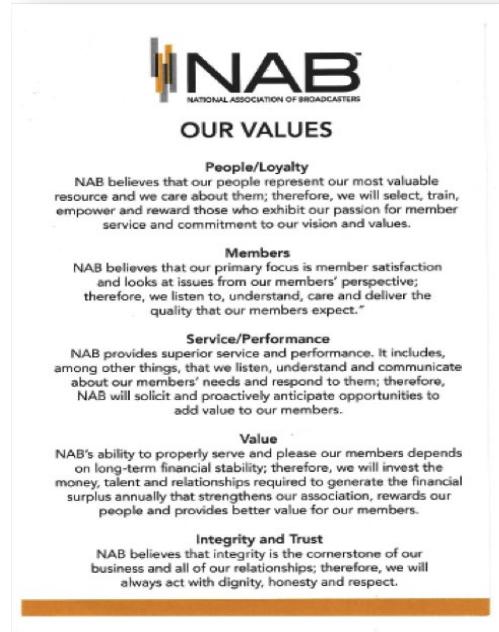 NAB™
NATIONAL ASSOCIATION OF BROADCASTERS
OUR VALUES
People/Loyalty
NAB believes that our people represent our most valuable
resource and we care about them; therefore, we will select, train,
empower and reward those who exhibit our passion for member
service and commitment to our vision and values.
Members
NAB believes that our primary focus is member satisfaction
and looks at issues from our members' perspective;
therefore, we listen to, understand, care and deliver the
quality that our members expect."
Service/Performance
NAB provides superior service and performance. It includes,
among other things, that we listen, understand and communicate
about our members' needs and respond to them; therefore,
NAB will solicit and proactively anticipate opportunities to
add value to our members.
Value
NAB's ability to properly serve and please our members depends
on long-term financial stability; therefore, we will invest the
money, talent and relationships required to generate the financial
surplus annually that strengthens our association, rewards our
people and provides better value for our members.
Integrity and Trust
NAB believes that integrity is the cornerstone of our
business and all of our relationships; therefore, we will
always act with dignity, honesty and respect.